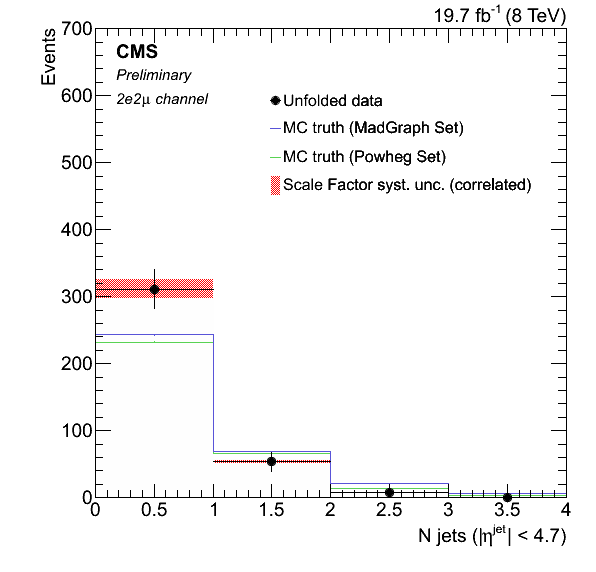 19.7 fb⁻¹ (8 TeV)
Events
700
600
500
400
300
200
100
0
CMS
Preliminary
2e2μ channel
Unfolded data
MC truth (MadGraph Set)
MC truth (Powheg Set)
Scale Factor syst. unc. (correlated)
0 0.5 1 1.5 2 2.5 3 3.5 4
N jets (|η^jet| < 4.7)